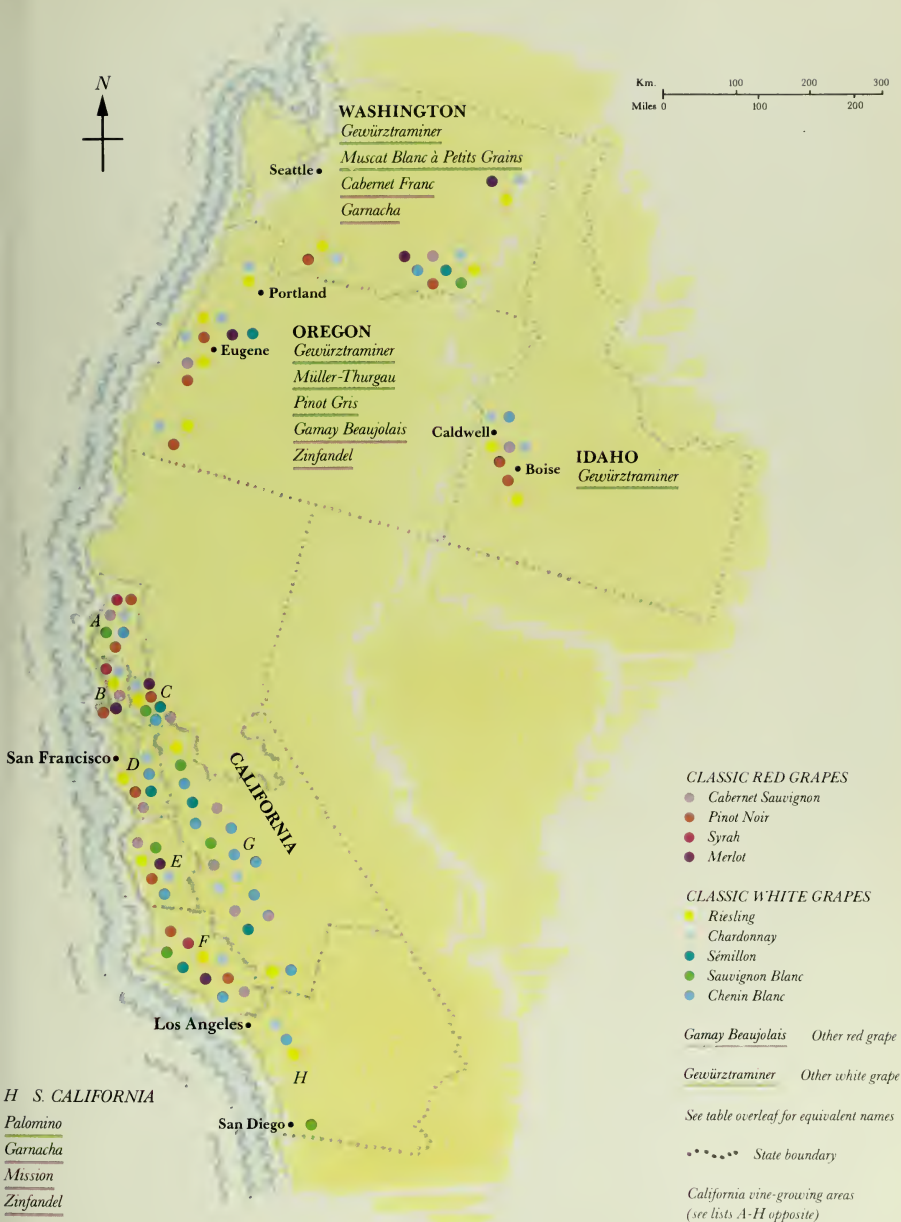 N
Km. 100 200 300
Miles 0 100 200
WASHINGTON
Gewürztraminer
Muscat Blanc à Petits Grains
Cabernet Franc
Garnacha
Seattle
Portland
OREGON
Gewürztraminer
Müller-Thurgau
Pinot Gris
Gamay Beaujolais
Zinfandel
Eugene
Caldwell
Boise
IDAHO
Gewürztraminer
A
B
C
San Francisco
D
CALIFORNIA
G
E
F
Los Angeles
H
San Diego
CLASSIC RED GRAPES
Cabernet Sauvignon
Pinot Noir
Syrah
Merlot
CLASSIC WHITE GRAPES
Riesling
Chardonnay
Sémillon
Sauvignon Blanc
Chenin Blanc
Gamay Beaujolais Other red grape
Gewürztraminer Other white grape
See table overleaf for equivalent names
State boundary
California vine-growing areas
(see lists A-H opposite)
H S. CALIFORNIA
Palomino
Garnacha
Mission
Zinfandel